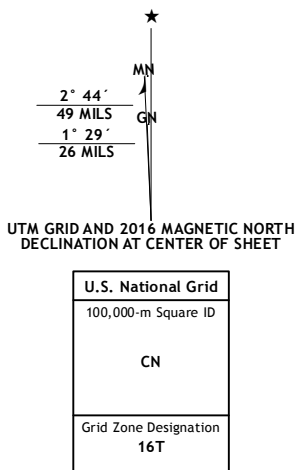 MN
2° 44´
49 MILS
GN
1° 29´
26 MILS
UTM GRID AND 2016 MAGNETIC NORTH
DECLINATION AT CENTER OF SHEET
U.S. National Grid
100,000-m Square ID
CN
Grid Zone Designation
16T